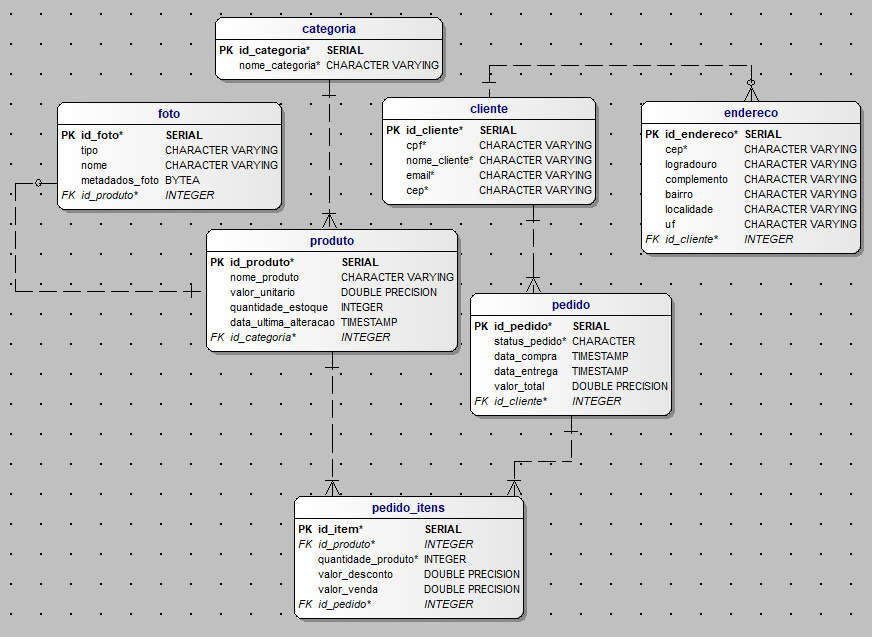 categoria
PK id_categoria* SERIAL
nome_categoria* CHARACTER VARYING
foto
PK id_foto* SERIAL
tipo CHARACTER VARYING
nome CHARACTER VARYING
metadados_foto BYTEA
FK id_produto* INTEGER
cliente
PK id_cliente* SERIAL
cpf* CHARACTER VARYING
nome_cliente* CHARACTER VARYING
email* CHARACTER VARYING
cep* CHARACTER VARYING
endereco
PK id_endereco* SERIAL
cep* CHARACTER VARYING
logradouro CHARACTER VARYING
complemento CHARACTER VARYING
bairro CHARACTER VARYING
localidade CHARACTER VARYING
uf CHARACTER VARYING
FK id_cliente* INTEGER
produto
PK id_produto* SERIAL
nome_produto CHARACTER VARYING
valor_unitario DOUBLE PRECISION
quantidade_estoque INTEGER
data_ultima_alteracao TIMESTAMP
FK id_categoria* INTEGER
pedido
PK id_pedido* SERIAL
status_pedido* CHARACTER
data_compra TIMESTAMP
data_entrega TIMESTAMP
valor_total DOUBLE PRECISION
FK id_cliente* INTEGER
pedido_itens
PK id_item* SERIAL
FK id_produto* INTEGER
quantidade_produto* INTEGER
valor_desconto DOUBLE PRECISION
valor_venda DOUBLE PRECISION
FK id_pedido* INTEGER